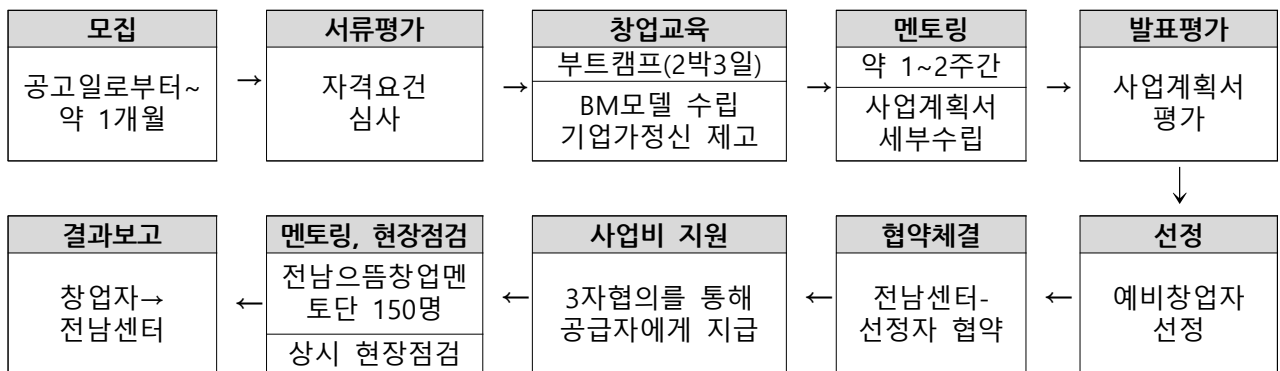 모집
공고일로부터~
약 1개월
→
서류평가
자격요건
심사
→
창업교육
부트캠프(2박3일)
BM모델 수립
기업가정신 제고
→
멘토링
약 1~2주간
사업계획서
세부수립
→
발표평가
사업계획서
평가
↓
선정
예비창업자
선정
←
협약체결
전남센터-
선정자 협약
←
사업비 지원
3자협의를 통해
공급자에게 지급
←
멘토링, 현장점검
전남으뜸창업멘
토단 150명
상시 현장점검
←
결과보고
창업자→
전남센터